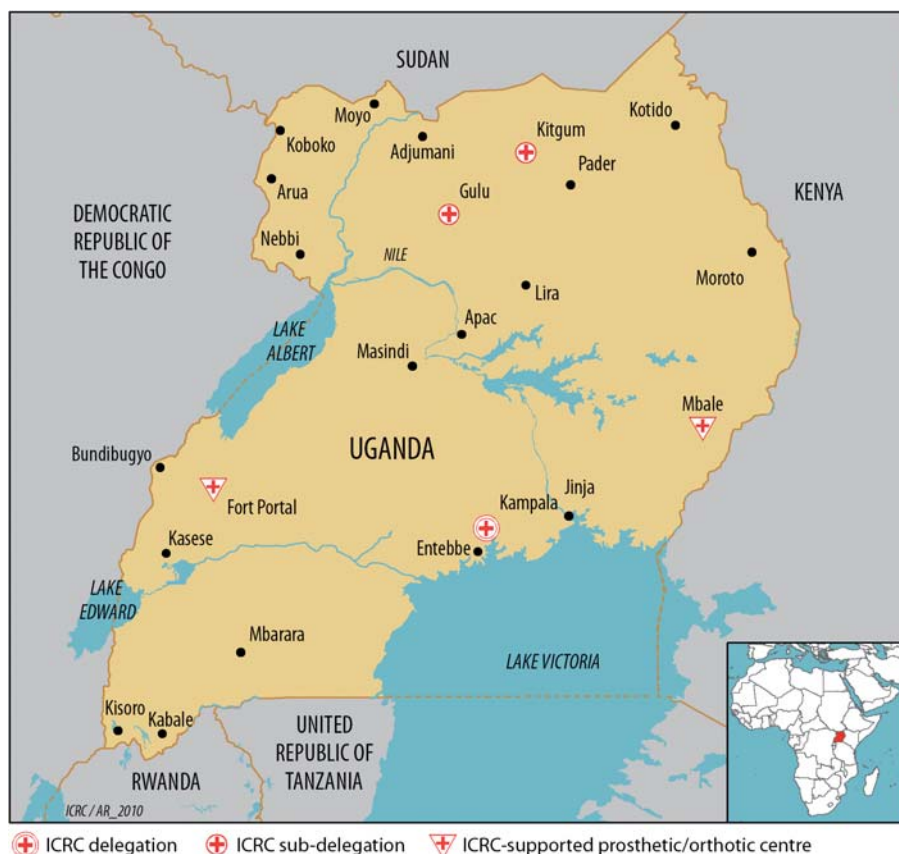 SUDAN
Moyo
Kotido
Koboko
Adjumani
Kitgum
Pader
Arua
Gulu
KENYA
DEMOCRATIC
REPUBLIC OF
THE CONGO
Nebbi
NILE
Moroto
Lira
LAKE
ALBERT
Apac
Masindi
Mbale
UGANDA
Bundibugyo
Fort Portal
Kampala
Jinja
Kasese
Entebbe
LAKE
EDWARD
Mbarara
LAKE VICTORIA
Kisoro
Kabale
UNITED
REPUBLIC OF
TANZANIA
RWANDA
ICRC / AR_2010
ICRC delegation
ICRC sub-delegation
ICRC-supported prosthetic/orthotic centre